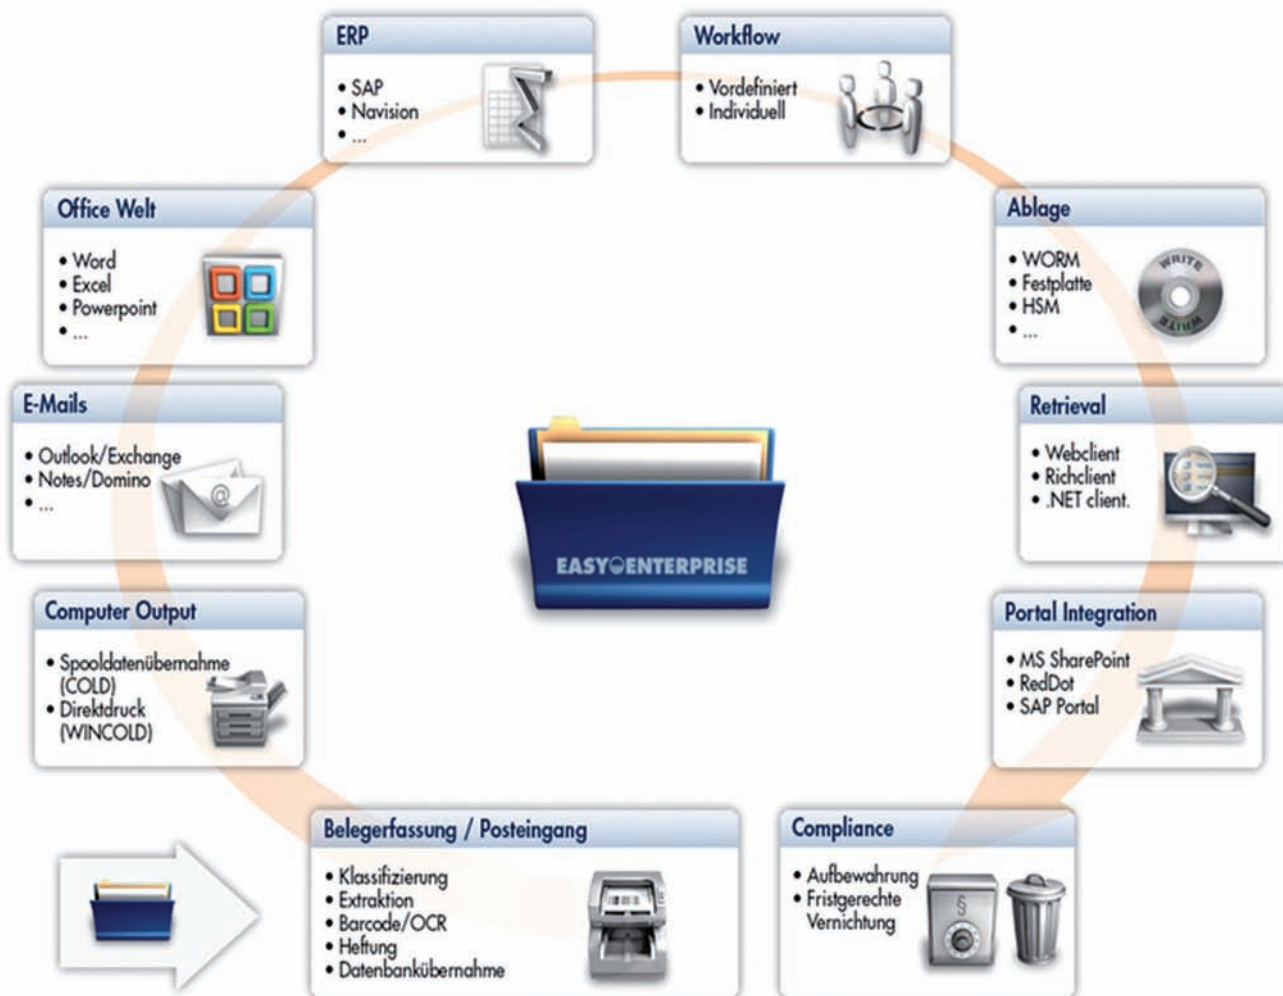 ERP
• SAP
• Navision
• ...
Workflow
• Vordefiniert
• Individuell
Office Welt
• Word
• Excel
• Powerpoint
• ...
Ablage
• WORM
• Festplatte
• HSM
• ...
WRITE
WRITE
E-Mails
• Outlook/Exchange
• Notes/Domino
• ...
@
Retrieval
• Webclient
• Richclient
• .NET client.
EASY ENTERPRISE
Computer Output
• Spooldatenübernahme
(COLD)
• Direktdruck
(WINCOLD)
Portal Integration
• MS SharePoint
• RedDot
• SAP Portal
Belegerfassung / Posteingang
• Klassifizierung
• Extraktion
• Barcode/OCR
• Heftung
• Datenbankübernahme
Compliance
• Aufbewahrung
• Fristgerechte
Vernichtung
§